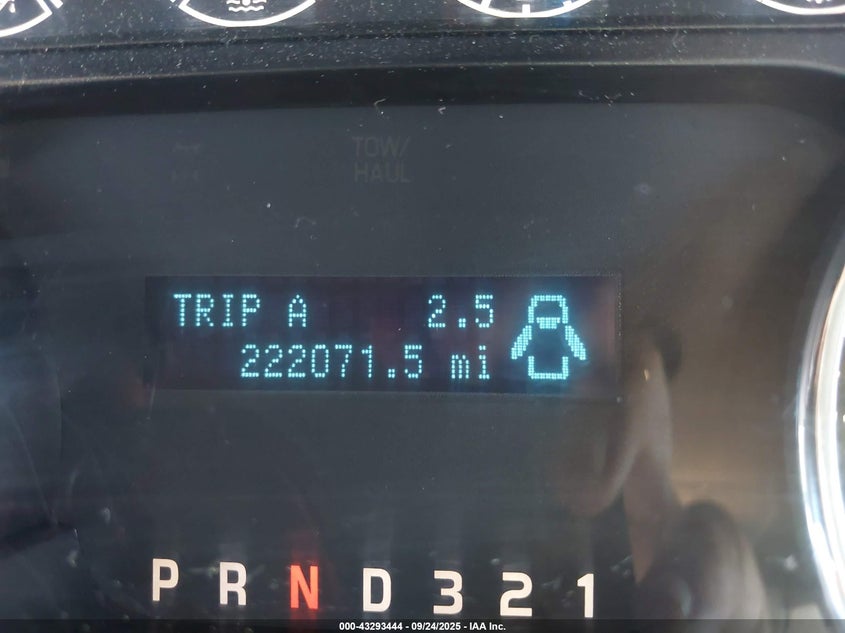 TOW/
HAUL
TRIP A 2.5
222071.5 mi
P R N D 3 2 1
000-43293444 - 09/24/2025 - IAA Inc.